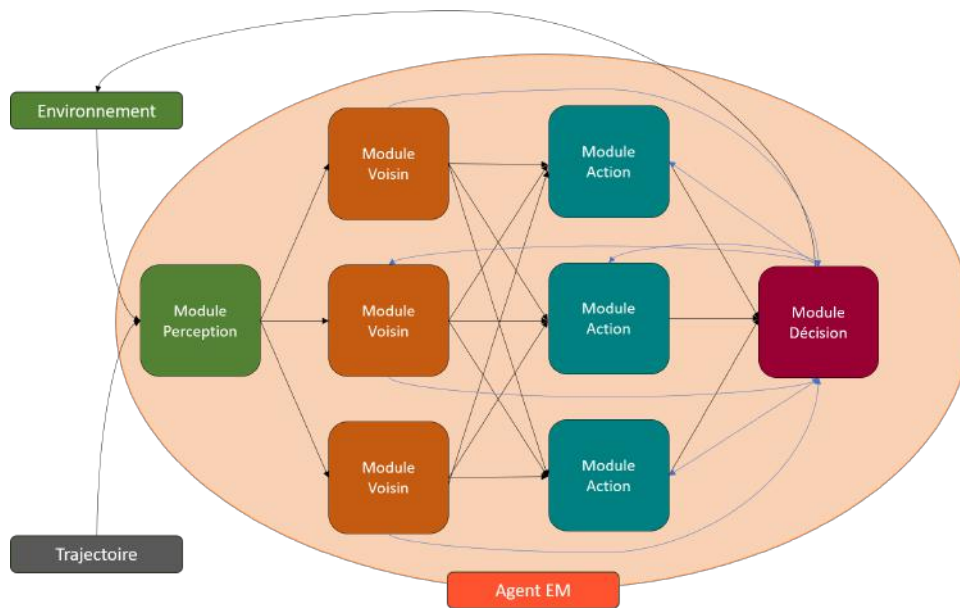 Environnement
Module
Voisin
Module
Action
Module
Perception
Module
Voisin
Module
Action
Module
Décision
Module
Voisin
Module
Action
Trajectoire
Agent EM